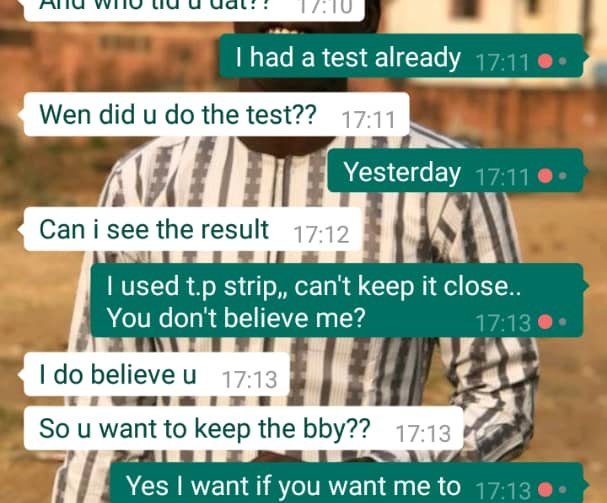 And who tld u dat?? 17:10
I had a test already 17:11
Wen did u do the test?? 17:11
Yesterday 17:11
Can i see the result 17:12
I used t.p strip,, can't keep it close..
You don't believe me? 17:13
I do believe u 17:13
So u want to keep the bby?? 17:13
Yes I want if you want me to 17:13